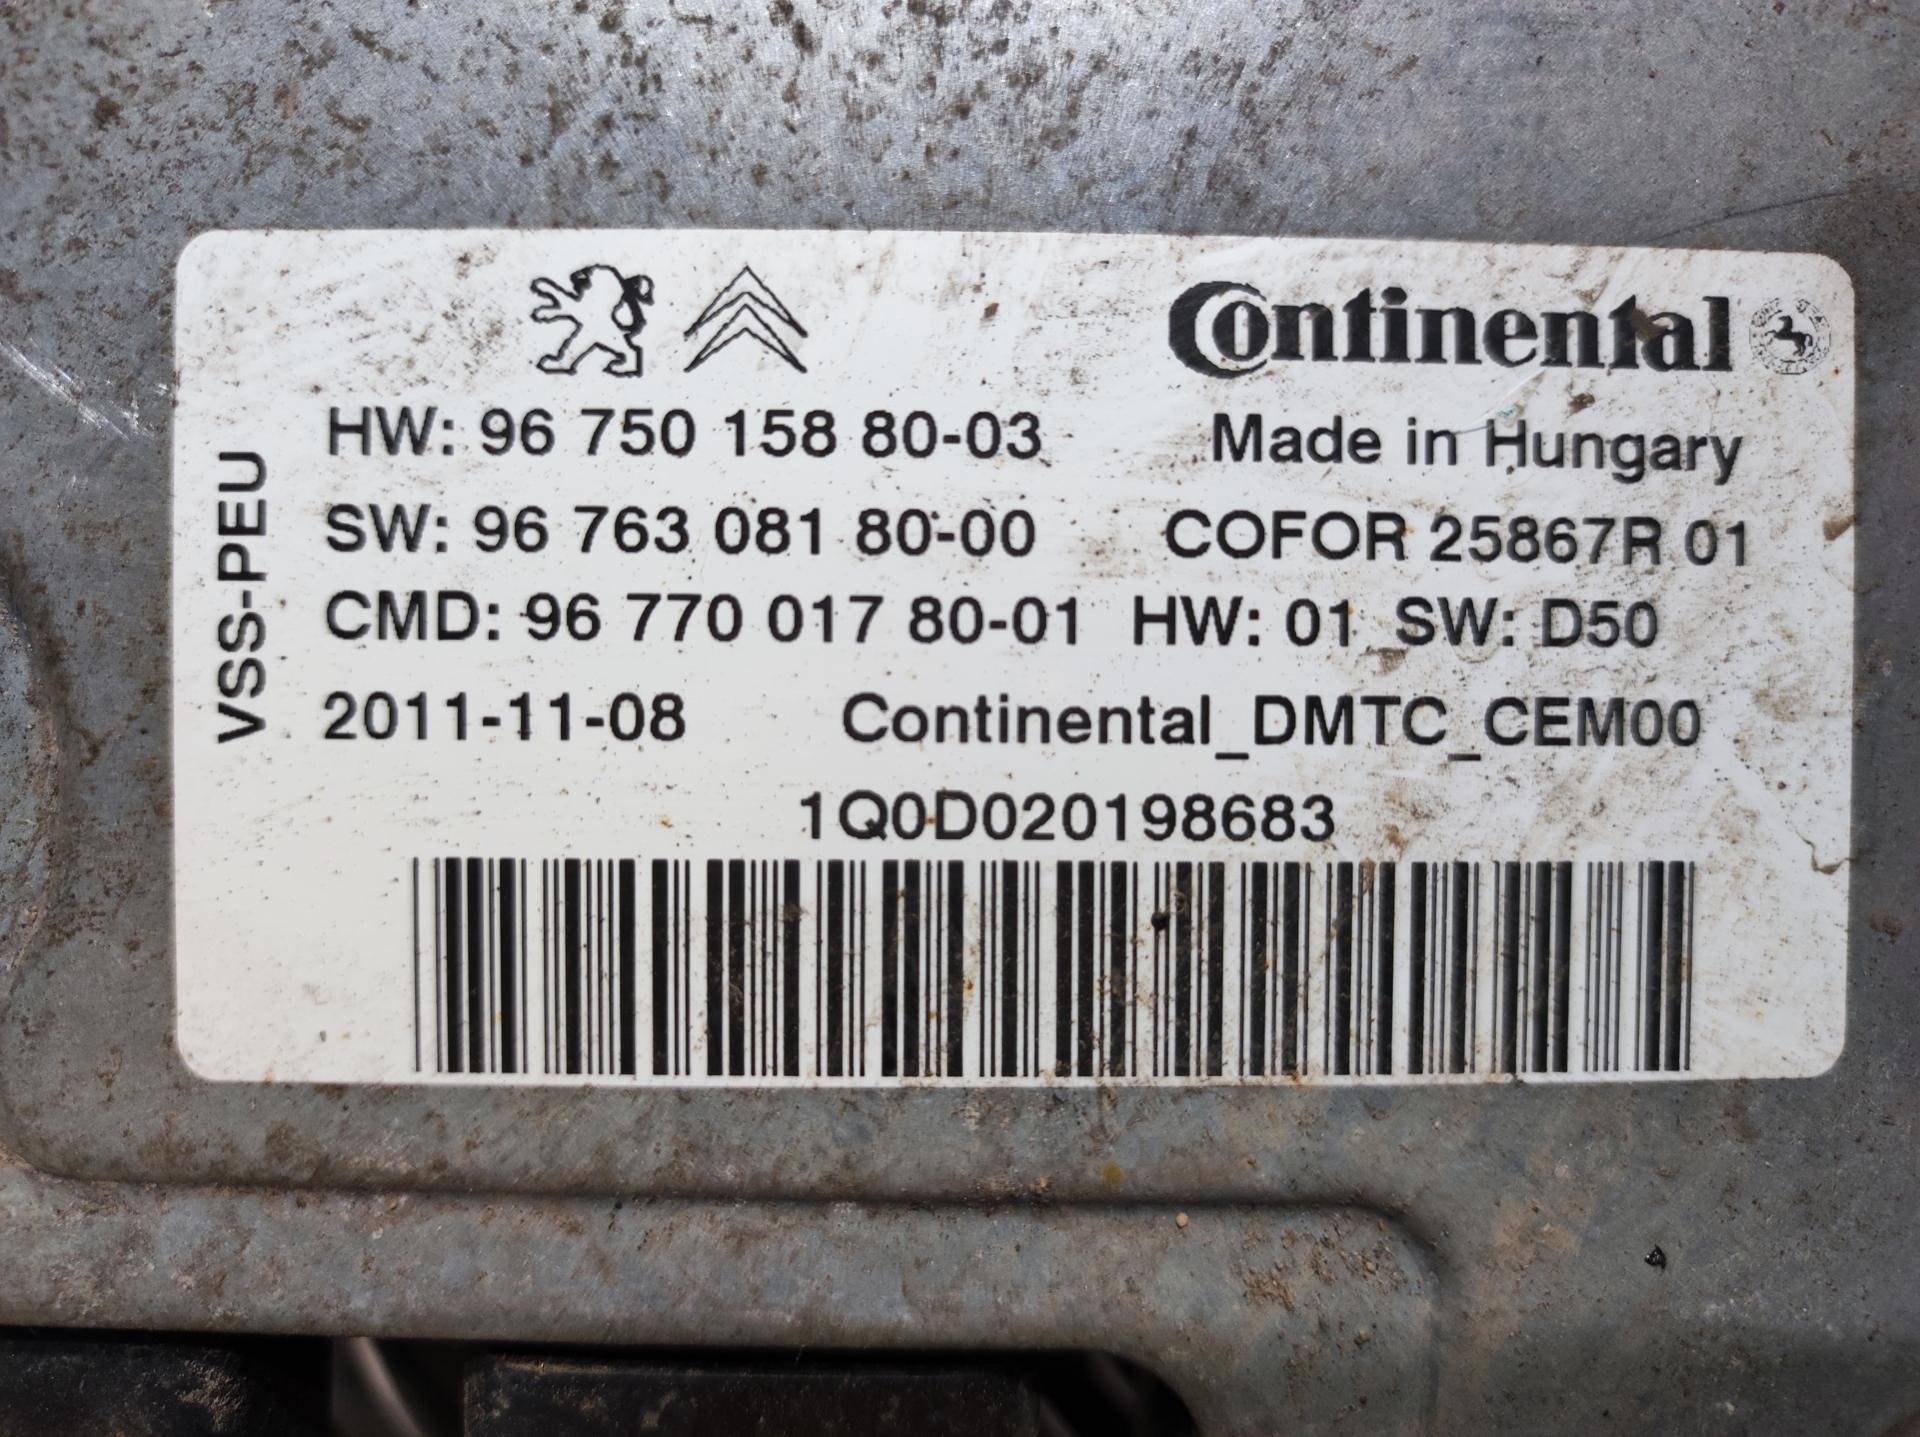 Continental
HW: 96 750 158 80-03 Made in Hungary
SW: 96 763 081 80-00 COFOR 25867R 01
CMD: 96 770 017 80-01 HW: 01 SW: D50
2011-11-08 Continental_DMTC_CEM00
1Q0D020198683
VSS-PEU